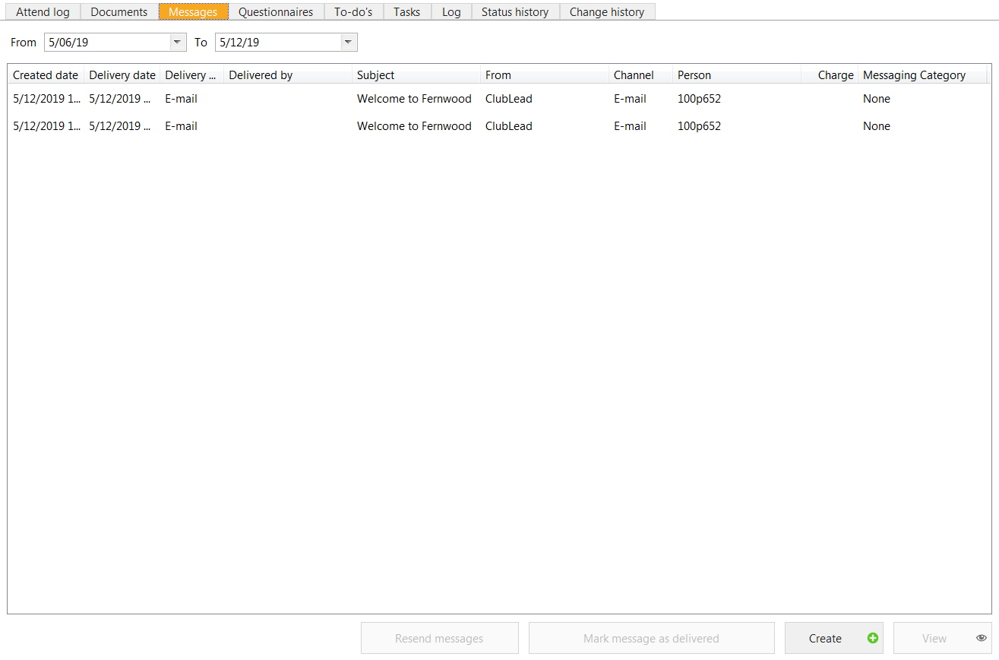 Attend log Documents Messages Questionnaires To-do's Tasks Log Status history Change history
From 5/06/19 To 5/12/19
Created date Delivery date Delivery ... Delivered by Subject From Channel Person Charge Messaging Category
5/12/2019 1... 5/12/2019 ... E-mail Welcome to Fernwood ClubLead E-mail 100p652 None
5/12/2019 1... 5/12/2019 ... E-mail Welcome to Fernwood ClubLead E-mail 100p652 None
Resend messages Mark message as delivered Create View